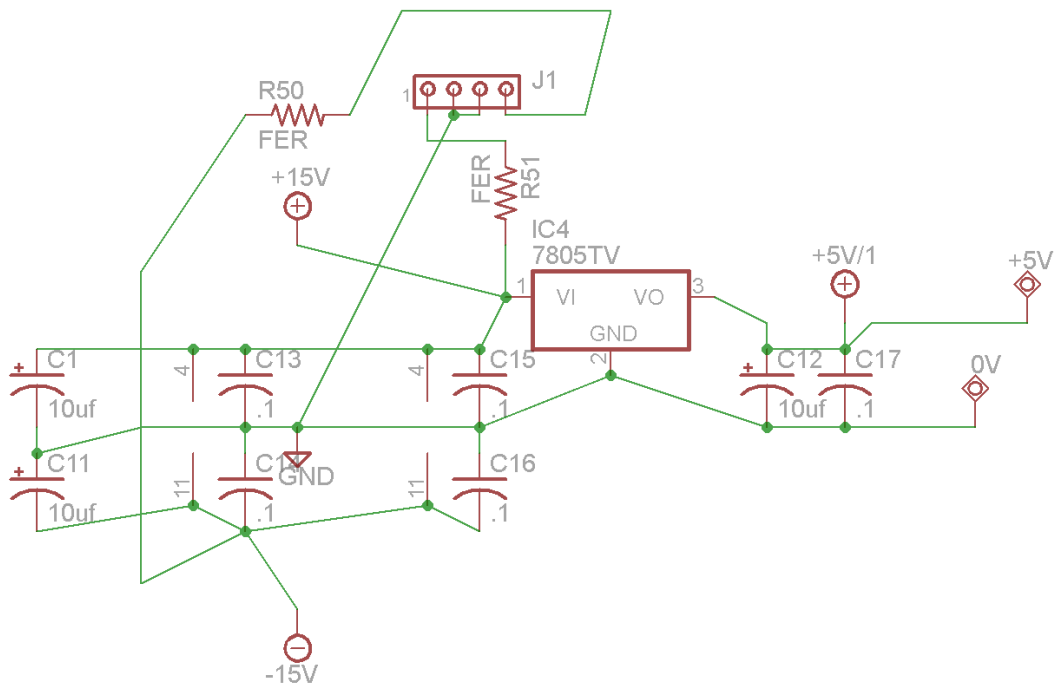 R50
FER
1
J1
FER
R51
+15V
IC4
7805TV
1
VI
VO
3
GND
2
+5V/1
+5V
0V
C1
10uf
4
C13
.1
4
C15
.1
C12
10uf
C17
.1
C11
10uf
11
C14
.1
GND
11
C16
.1
-15V